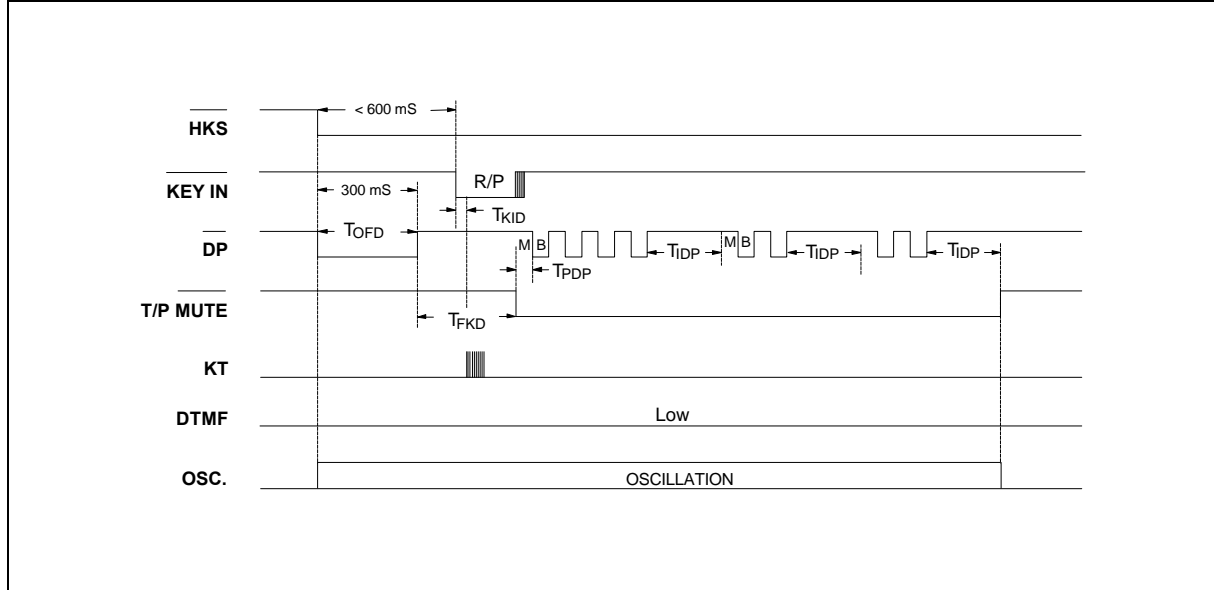 < 600 mS
HKS
KEY IN
R/P
300 mS
TKID
DP
TOFD
M B
TIDP
M B
TIDP
TIDP
TPDP
T/P MUTE
TFKD
KT
DTMF
Low
OSC.
OSCILLATION